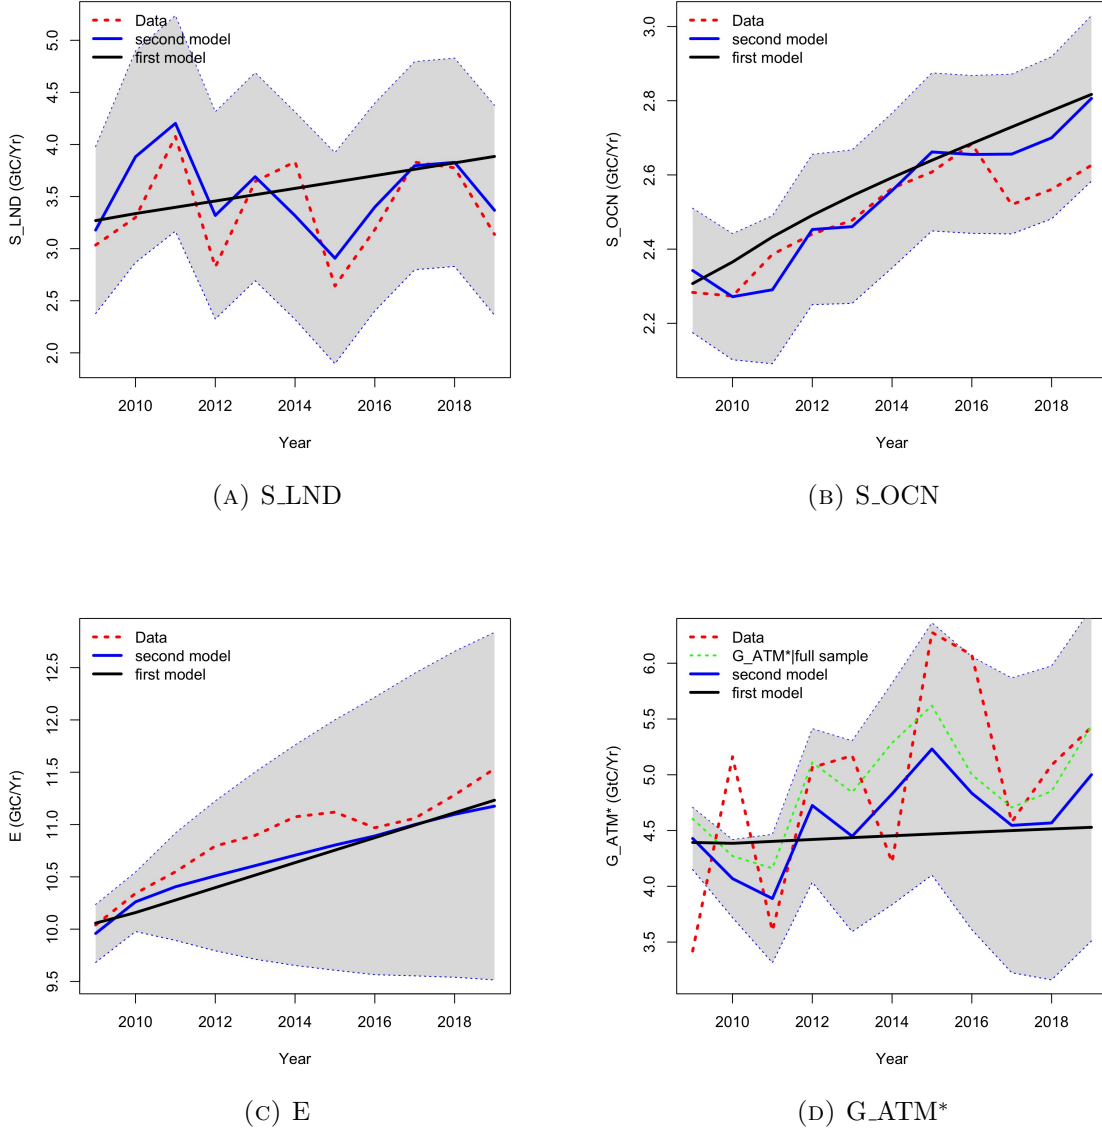 Data
second model
first model
S_LND (GtC/Yr)
5.0
4.5
4.0
3.5
3.0
2.5
2.0
2010 2012 2014 2016 2018
Year
(A) S_LND
S_OCN (GtC/Yr)
3.0
2.8
2.6
2.4
2.2
Data
second model
first model
2010 2012 2014 2016 2018
Year
(B) S_OCN
E (GtC/Yr)
12.5
12.0
11.5
11.0
10.5
10.0
9.5
Data
second model
first model
2010 2012 2014 2016 2018
Year
(C) E
G_ATM* (GtC/Yr)
6.0
5.5
5.0
4.5
4.0
3.5
Data
G_ATM*|full sample
second model
first model
2010 2012 2014 2016 2018
Year
(D) G_ATM*